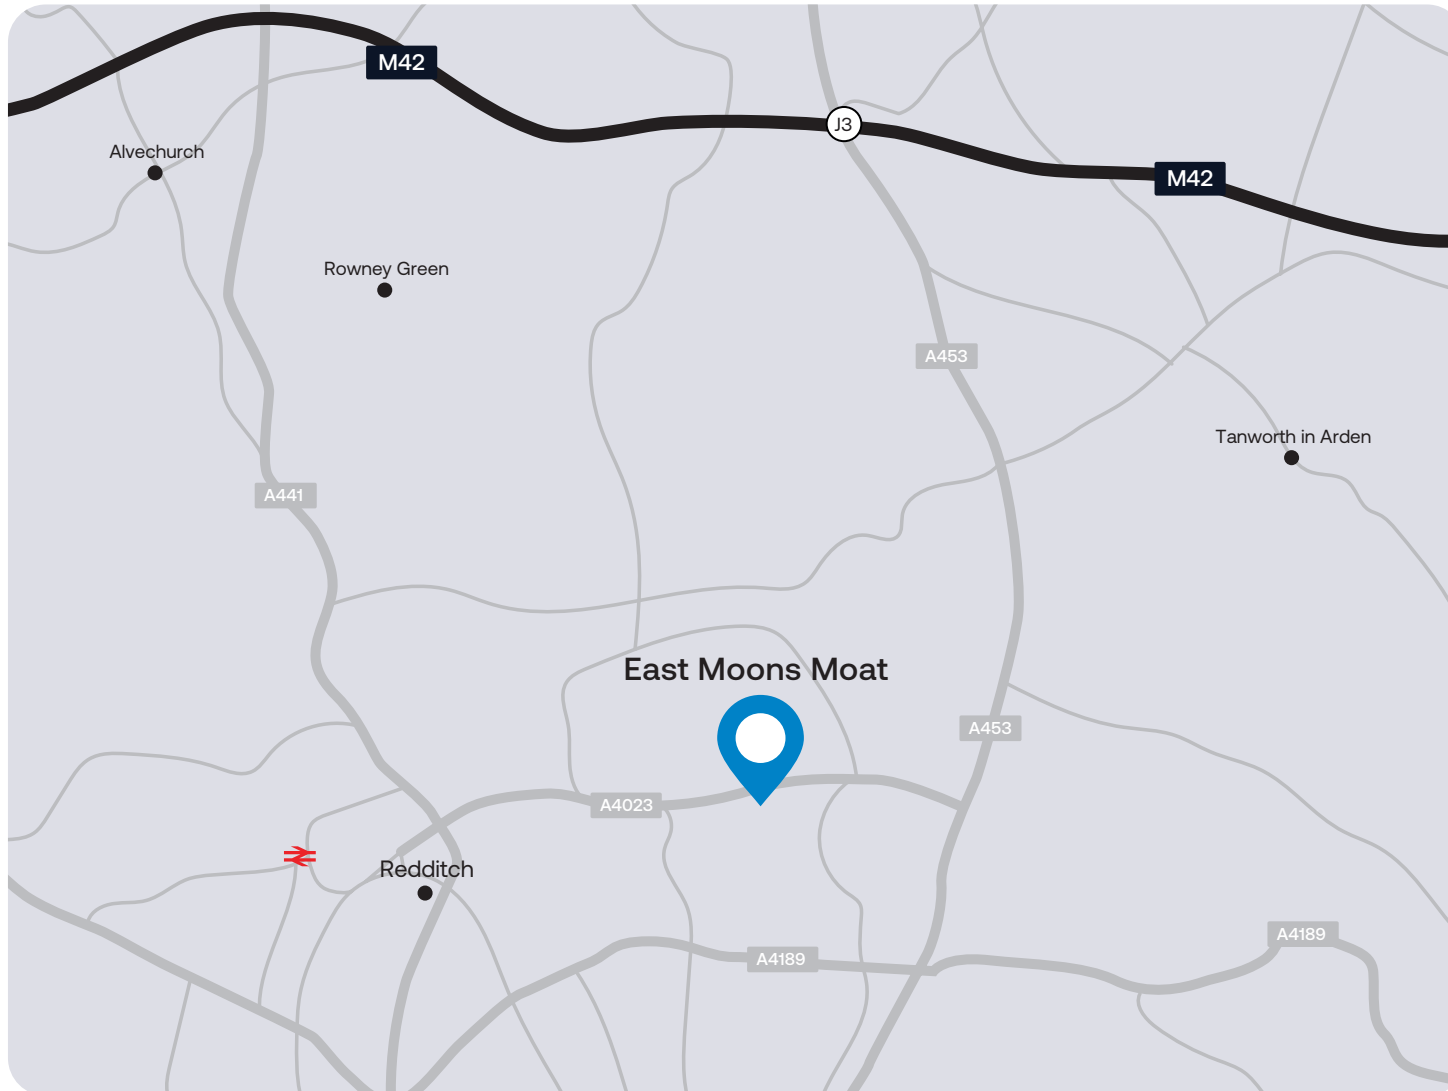 M42
J3
Alvechurch
M42
Rowney Green
A453
Tanworth in Arden
A441
East Moons Moat
A453
A4023
Redditch
A4189
A4189